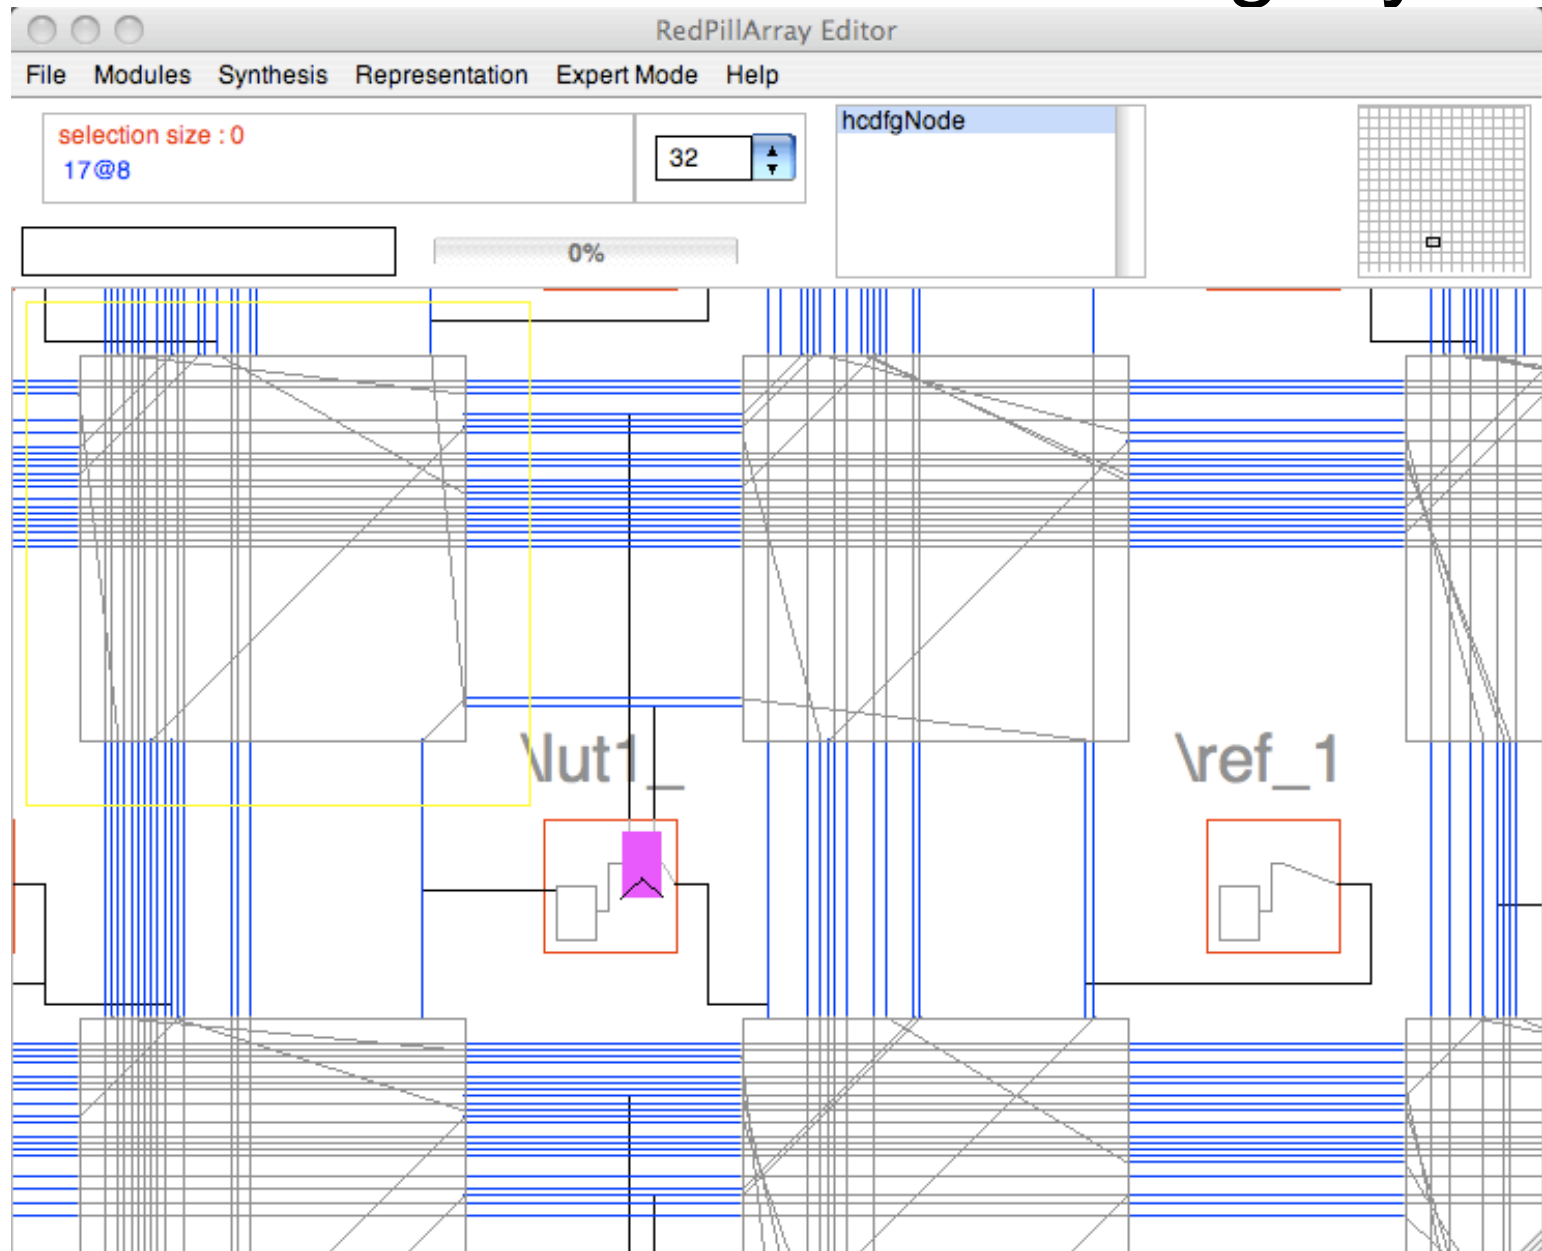 RedPillArray Editor
File Modules Synthesis Representation Expert Mode Help
selection size : 0
17@8
32
hcdfgNode
0%
\lut1_
\ref_1